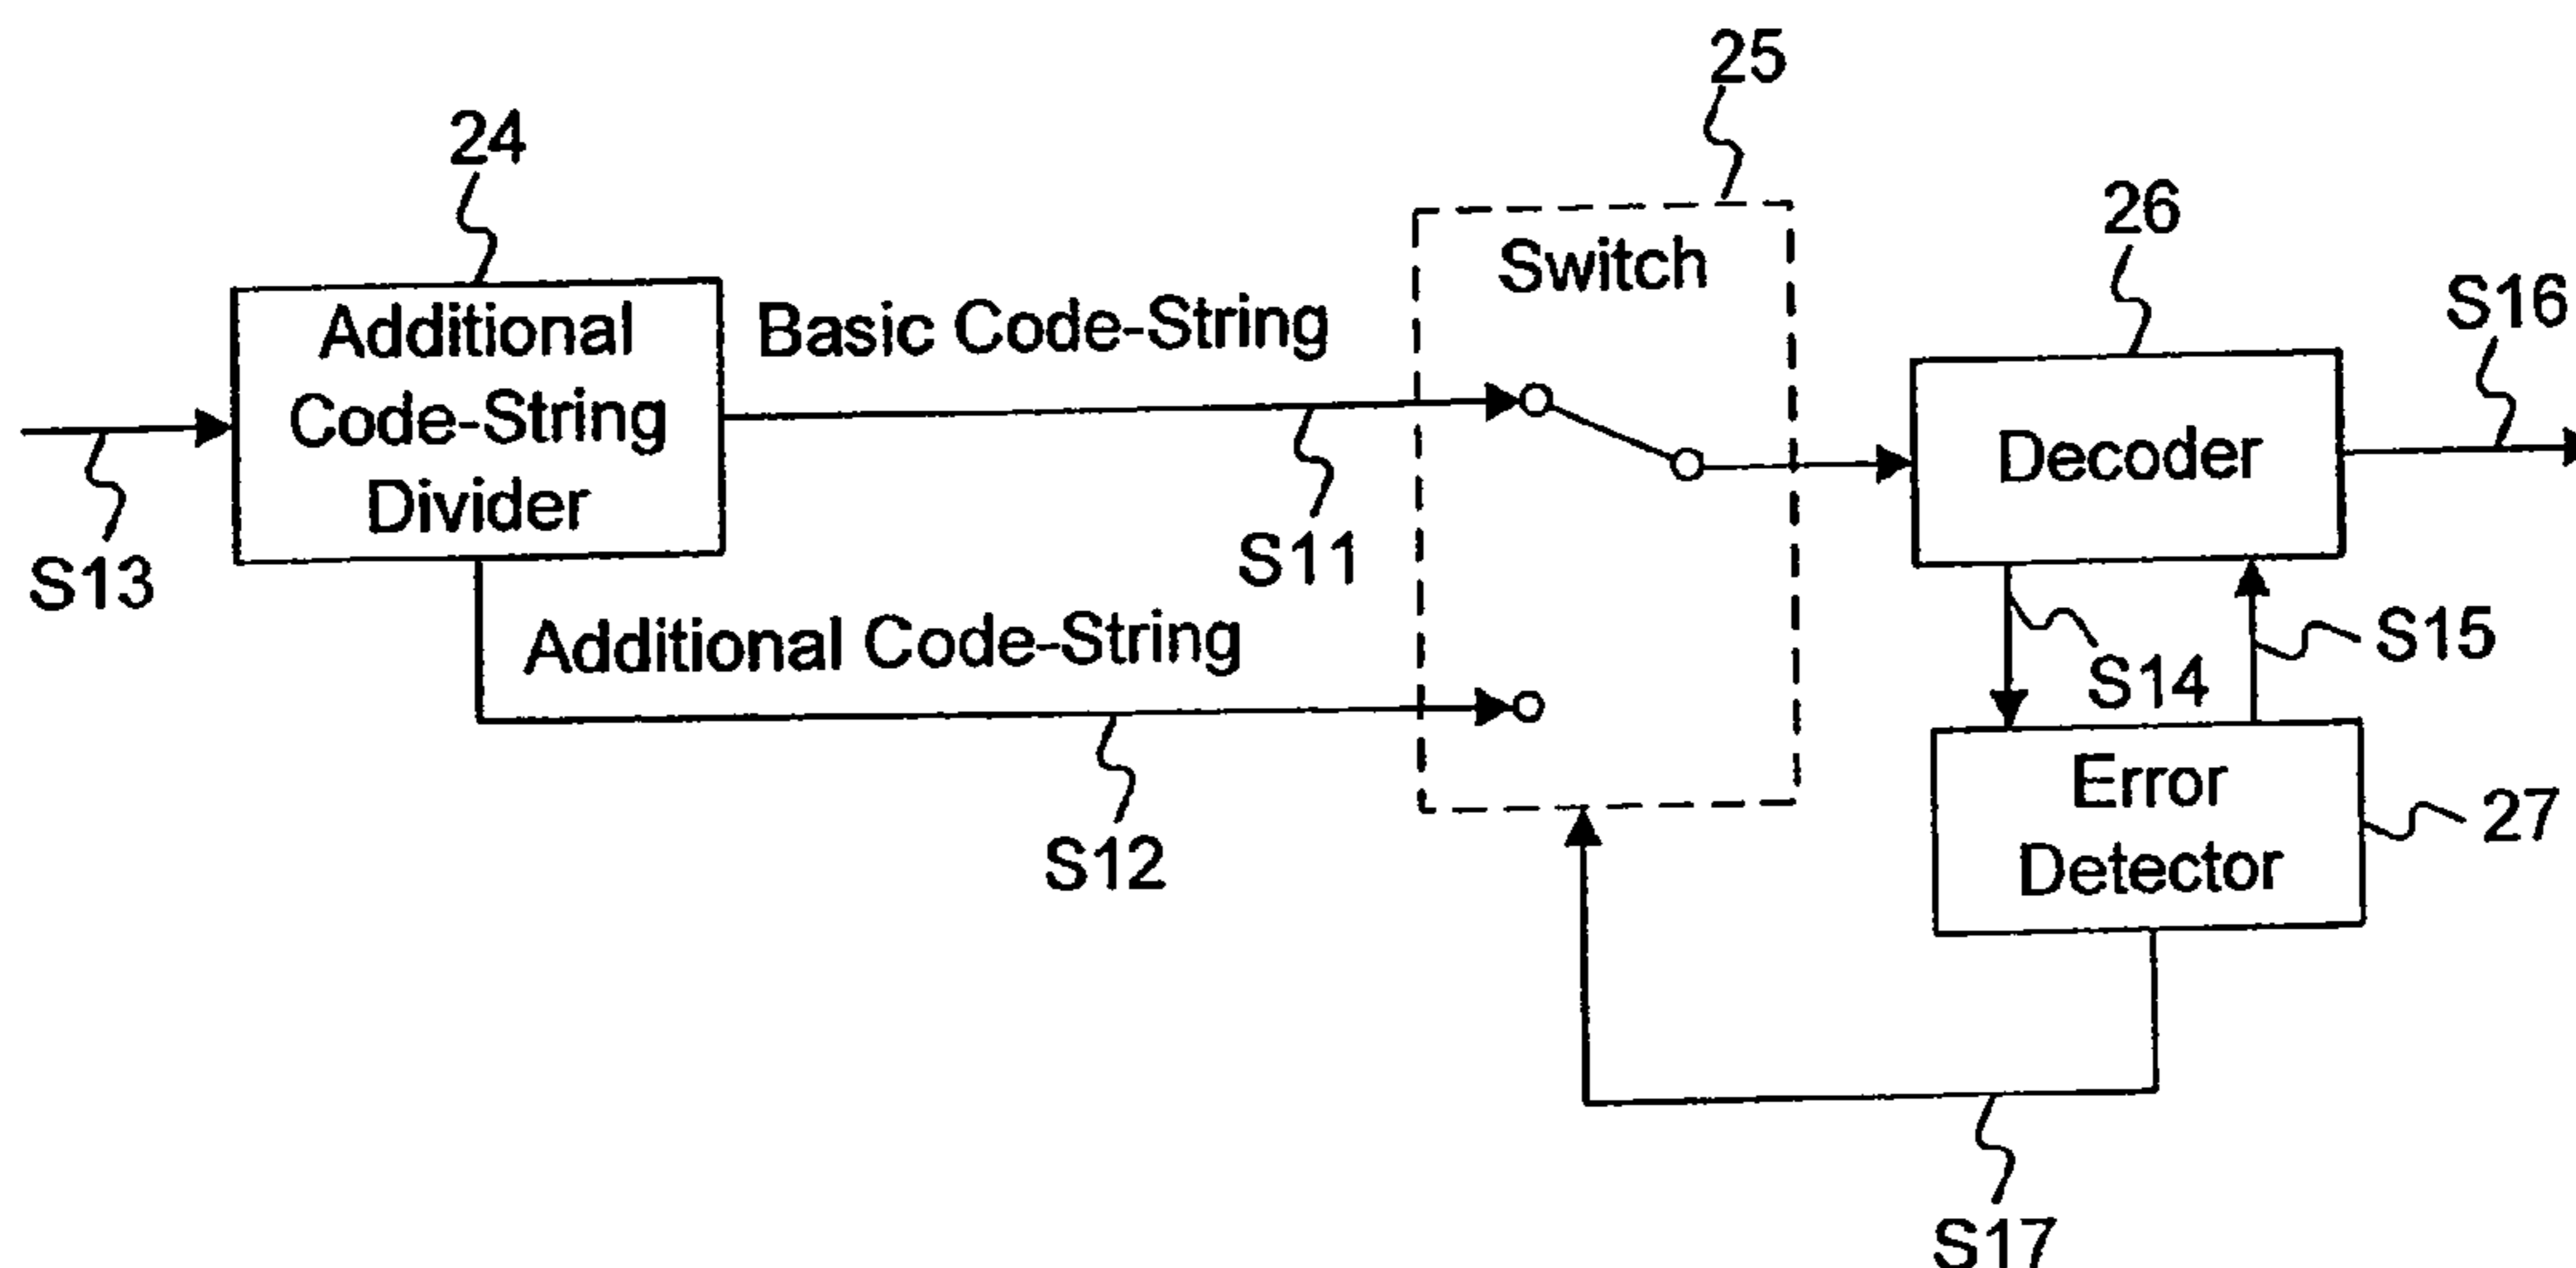 25
24
26
Switch
S16
Additional
Code-String
Divider
Basic Code-String
Decoder
S11
S13
Additional Code-String
S14
S15
Error
Detector
27
S12
S17